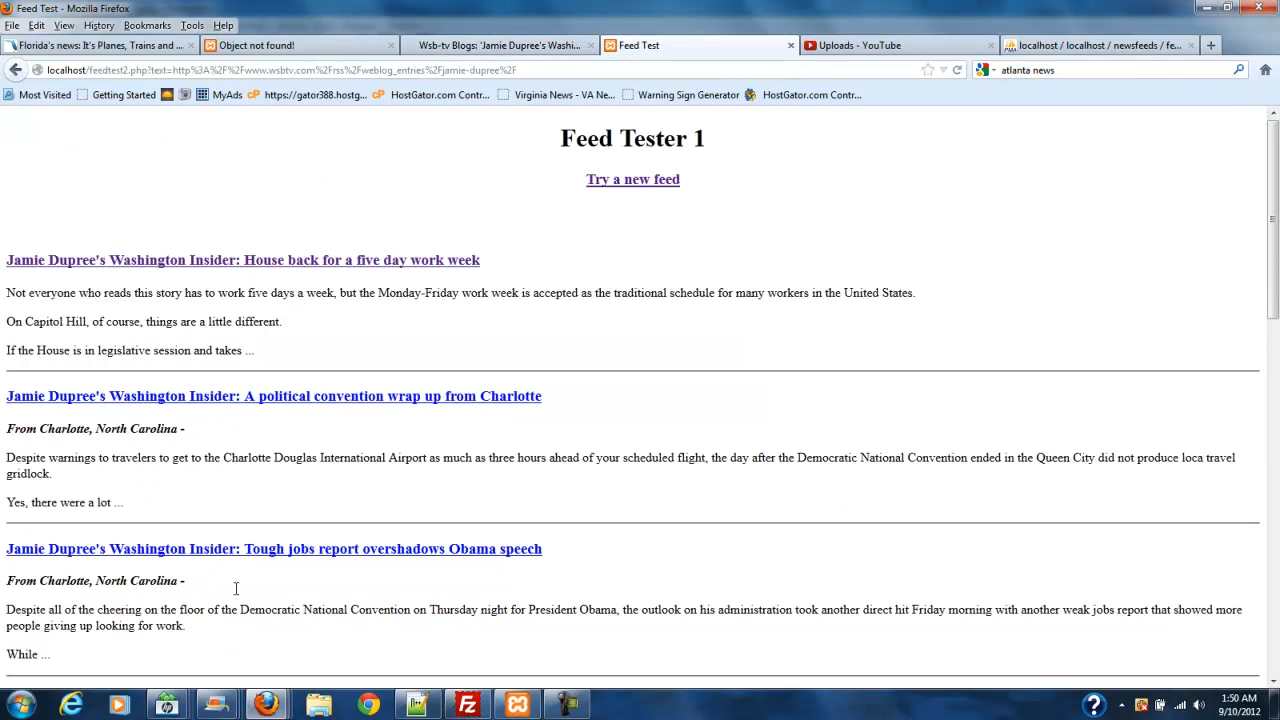 Feed Test - Mozilla Firefox
File Edit View History Bookmarks Tools Help
Florida's news: It's Planes, Trains and ...
Object not found!
Wsb-tv Blogs: 'Jamie Dupree's Washi...
Feed Test
Uploads - YouTube
localhost / localhost / newsfeeds / fe...
localhost/feedtest2.php?text=http%3A%2F%2Fwww.wsbtv.com%2Frss%2Fweblog_entries%2Fjamie-dupree%2F
atlanta news
Most Visited Getting Started MyAds https://gator388.hostg... HostGator.com Contr... Virginia News - VA Ne... Warning Sign Generator HostGator.com Contr...
Feed Tester 1
Try a new feed
Jamie Dupree's Washington Insider: House back for a five day work week
Not everyone who reads this story has to work five days a week, but the Monday-Friday work week is accepted as the traditional schedule for many workers in the United States.
On Capitol Hill, of course, things are a little different.
If the House is in legislative session and takes ...
Jamie Dupree's Washington Insider: A political convention wrap up from Charlotte
From Charlotte, North Carolina -
Despite warnings to travelers to get to the Charlotte Douglas International Airport as much as three hours ahead of your scheduled flight, the day after the Democratic National Convention ended in the Queen City did not produce loca travel
gridlock.
Yes, there were a lot ...
Jamie Dupree's Washington Insider: Tough jobs report overshadows Obama speech
From Charlotte, North Carolina -
Despite all of the cheering on the floor of the Democratic National Convention on Thursday night for President Obama, the outlook on his administration took another direct hit Friday morning with another weak jobs report that showed more
people giving up looking for work.
While ...
1:50 AM
9/10/2012